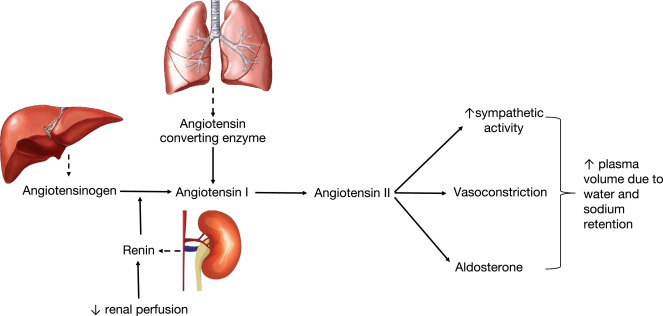 Angiotensin
converting enzyme
↑sympathetic
activity
Angiotensinogen
Angiotensin I
Angiotensin II
Vasoconstriction
↑ plasma
volume due to
water and
sodium
retention
Renin
Aldosterone
↓ renal perfusion